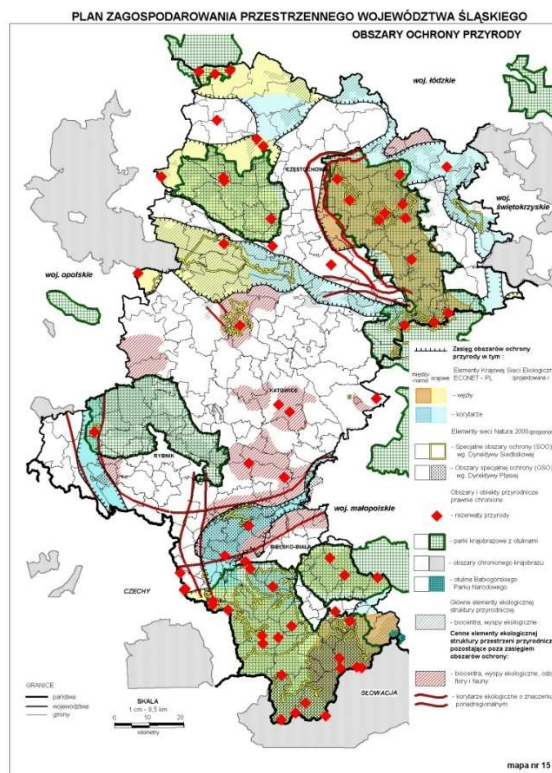 PLAN ZAGOSPODAROWANIA PRZESTRZENNEGO WOJEWÓDZTWA ŚLĄSKIEGO
OBSZARY OCHRONY PRZYRODY
woj. łódzkie
CZĘSTOCHOWA
woj. świętokrzyskie
woj. opolskie
KATOWICE
RYBNIK
woj. małopolskie
BIELSKO-BIAŁA
CZECHY
SŁOWACJA
Zasięg obszarów ochrony
przyrody w tym :
Elementy Krajowej Sieci Ekologicznej
ECONET - PL
- węzły
- korytarze
Elementy sieci Natura 2000
- Specjalne obszary ochrony (SOO)
wg. Dyrektywy Siedliskowej
- Obszary specjalnej ochrony (OSO)
wg. Dyrektywy Ptasiej
Obszary i obiekty przyrodnicze
prawnie chronione
- rezerwaty przyrody
- parki krajobrazowe z otulinami
- obszary chronionego krajobrazu
- otulina Babiogórskiego
Parku Narodowego
Główne elementy ekologicznej
struktury przyrodniczej
- biocentra, wyspy ekologiczne
Cenne elementy ekologicznej
struktury przestrzeni przyrodniczej
pozostające poza zasięgiem
obszarów ochrony:
- biocentra, wyspy ekologiczne,
flory i fauny
- korytarze ekologiczne o znaczeniu
ponadregionalnym
GRANICE
państwa
województwa
gminy
SKALA
1 cm - 8,5 km
0 10 20
kilometry
mapa nr 15